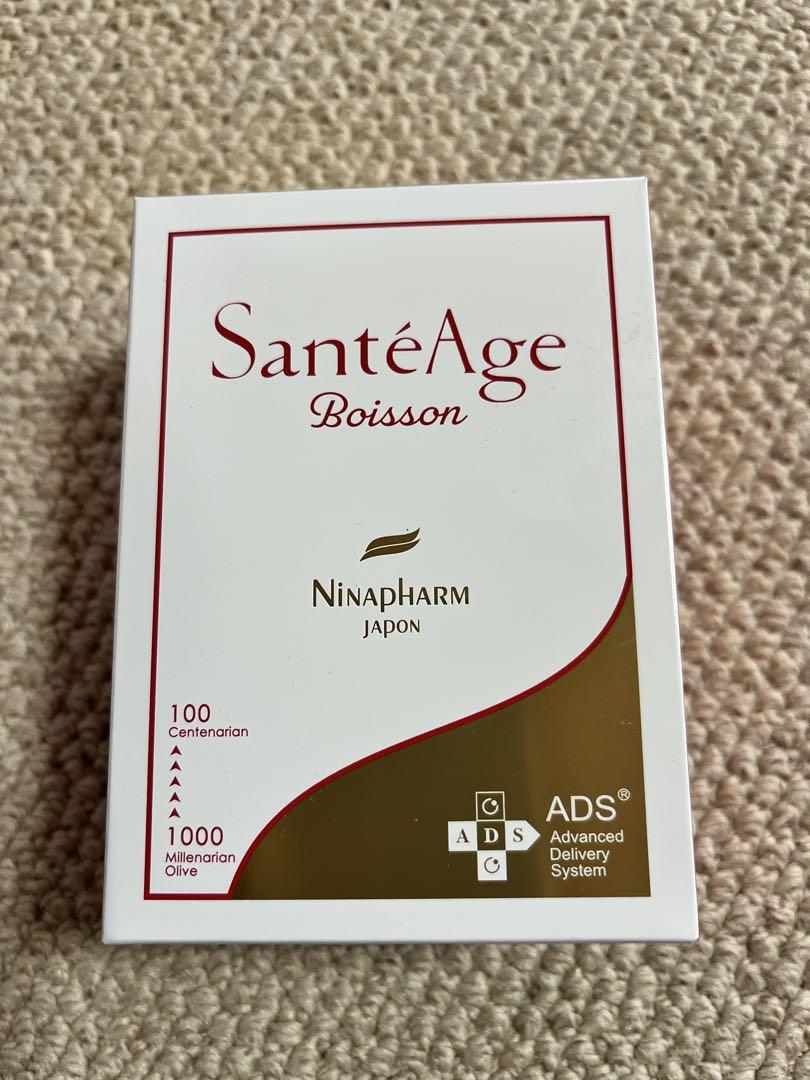 SantéAge
Boisson
NINAPHARM
JAPON
100
Centenarian
1000
Millenarian
Olive
A D S
ADS®
Advanced
Delivery
System